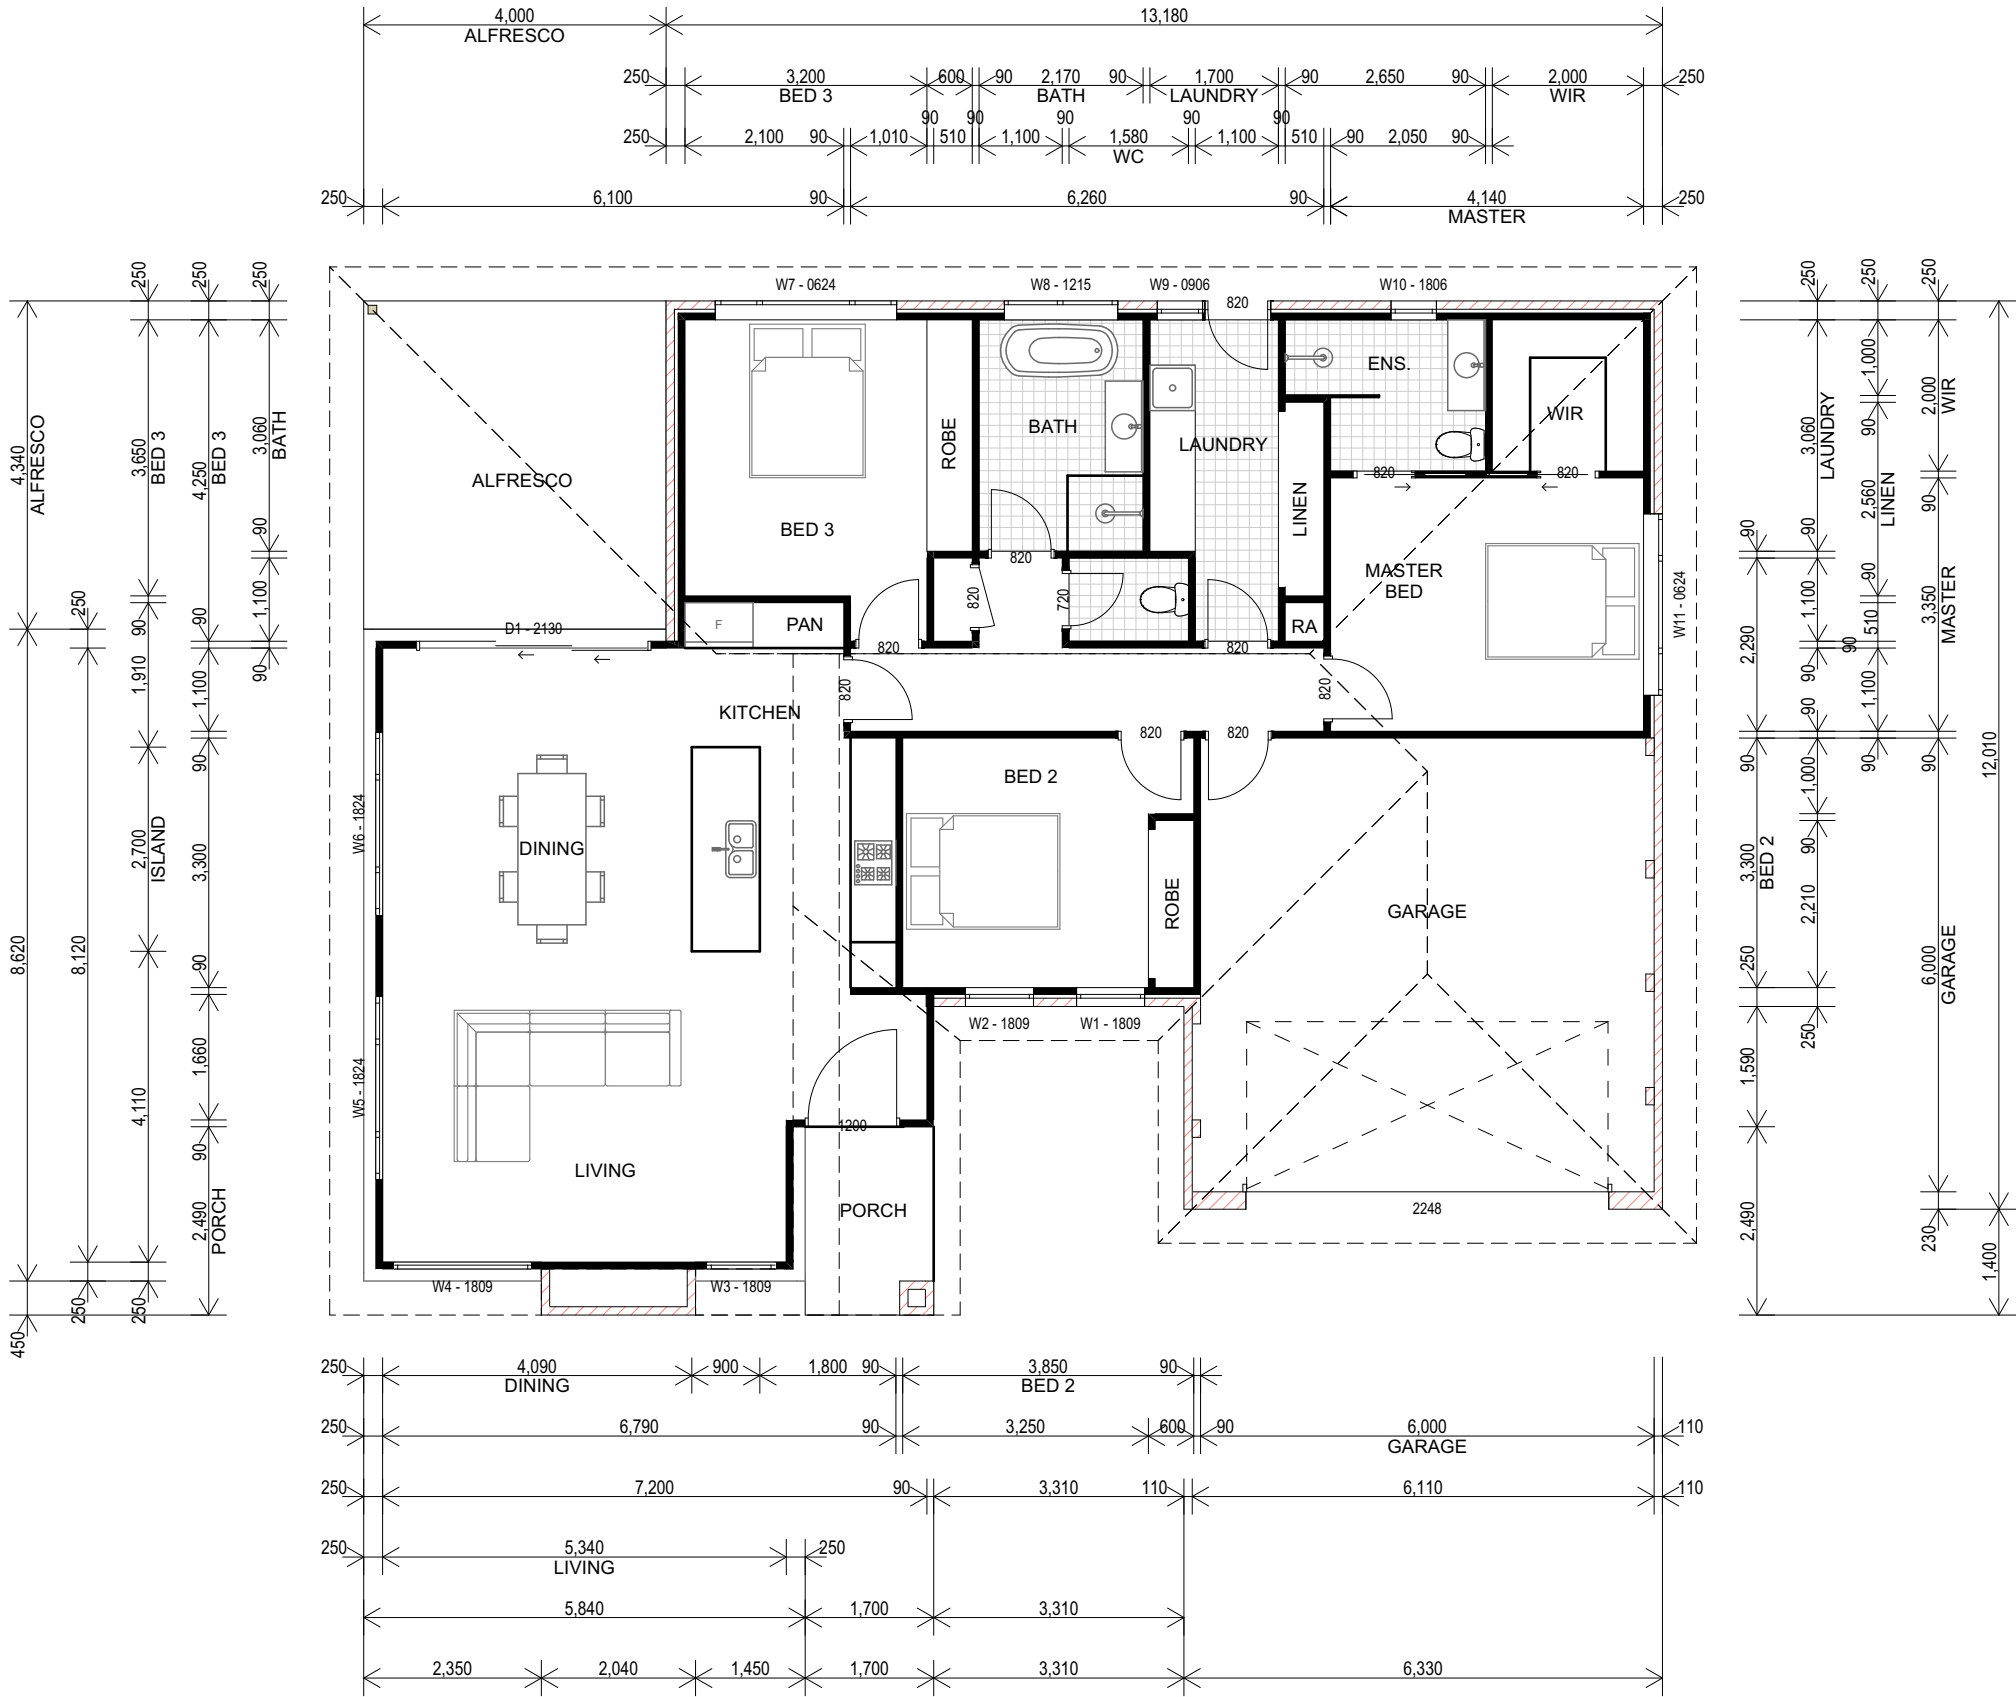 4,000
13,180
ALFRESCO
250
3,200
600
90
2,170
90
1,700
90
2,650
90
2,000
250
BED 3
BATH
LAUNDRY
WIR
90
90
90
90
90
250
2,100
90
1,010
510
1,100
1,580
1,100
510
90
2,050
90
WC
250
6,100
90
6,260
90
4,140
250
MASTER
4,340
ALFRESCO
8,620
450
250
8,120
250
250
3,650
BED 3
90
1,910
2,700
ISLAND
4,110
250
250
4,250
BED 3
90
1,100
90
3,300
90
1,660
90
2,490
PORCH
250
3,060
BATH
90
1,100
90
W7 - 0624
W8 - 1215
W9 - 0906
820
W10 - 1806
ENS.
WIR
BATH
ROBE
LAUNDRY
ALFRESCO
820
820
LINEN
BED 3
820
MASTER
BED
W11 - 0624
820
720
F
PAN
RA
D1 - 2130
820
820
820
820
KITCHEN
820
820
BED 2
W6 - 1824
DINING
ROBE
GARAGE
W2 - 1809
W1 - 1809
W5 - 1824
1200
LIVING
PORCH
2248
W4 - 1809
W3 - 1809
90
2,290
90
3,300
BED 2
250
1,590
2,490
250
3,060
LAUNDRY
90
1,100
90
90
1,000
90
2,210
250
90
250
1,000
90
2,560
LINEN
90
510
1,100
90
250
2,000
WIR
90
3,350
MASTER
90
6,000
GARAGE
230
12,010
1,400
250
4,090
900
1,800
90
3,850
90
DINING
BED 2
250
6,790
90
3,250
600
90
6,000
110
GARAGE
250
7,200
90
3,310
110
6,110
110
250
5,340
250
LIVING
5,840
1,700
3,310
2,350
2,040
1,450
1,700
3,310
6,330